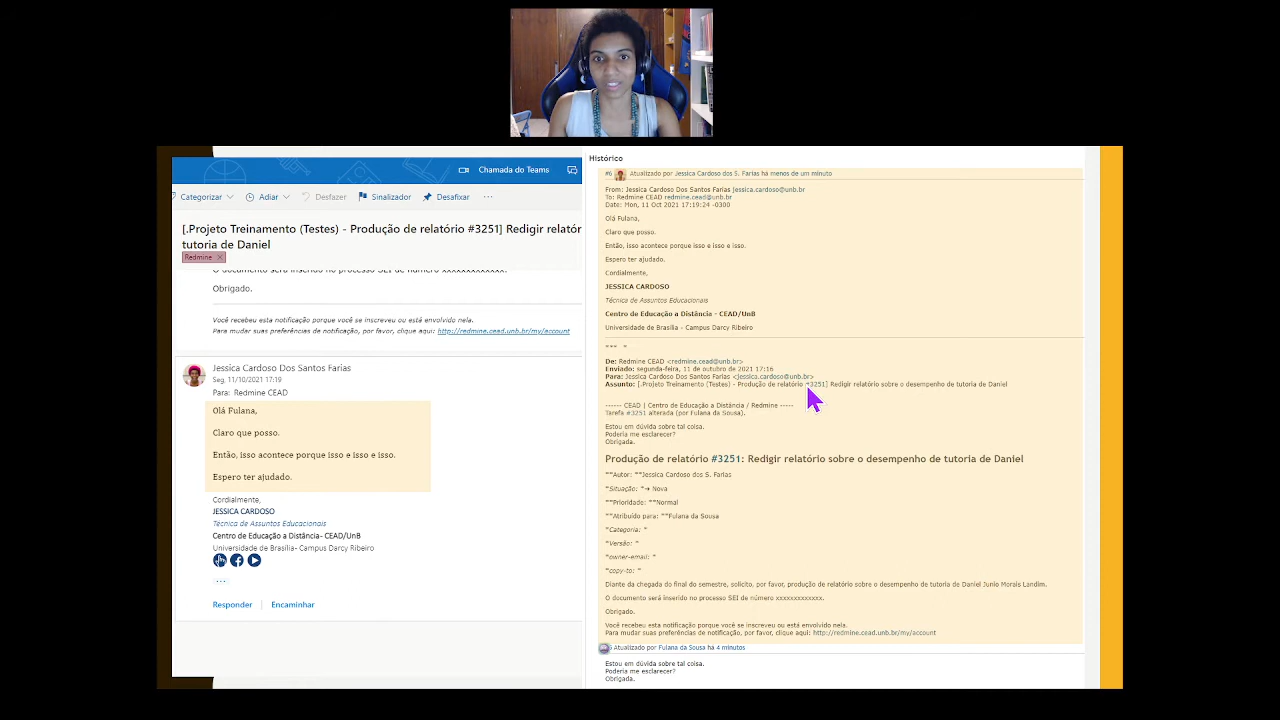 Chamada do Teams
Categorizar
Adiar
Desfazer
Sinalizador
Desafixar
[.Projeto Treinamento (Testes) - Produção de relatório #3251] Redigir relatór
tutoria de Daniel
Redmine ×
O documento será inserido no processo SEI de número xxxxxxxxxxxxx.
Obrigado.
Você recebeu esta notificação porque você se inscreveu ou está envolvido nela.
Para mudar suas preferências de notificação, por favor, clique aqui: http://redmine.cead.unb.br/my/account
Jessica Cardoso Dos Santos Farias
Seg, 11/10/2021 17:19
Para: Redmine CEAD
Olá Fulana,
Claro que posso.
Então, isso acontece porque isso e isso e isso.
Espero ter ajudado.
Cordialmente,
JESSICA CARDOSO
Técnica de Assuntos Educacionais
Centro de Educação a Distância- CEAD/UnB
Universidade de Brasília- Campus Darcy Ribeiro
...
Responder | Encaminhar
Histórico
#6 Atualizado por Jessica Cardoso dos S. Farias há menos de um minuto
From: Jessica Cardoso Dos Santos Farias jessica.cardoso@unb.br
To: Redmine CEAD redmine.cead@unb.br
Date: Mon, 11 Oct 2021 17:19:24 -0300
Olá Fulana,
Claro que posso.
Então, isso acontece porque isso e isso e isso.
Espero ter ajudado.
Cordialmente,
JESSICA CARDOSO
Técnica de Assuntos Educacionais
Centro de Educação a Distância - CEAD/UnB
Universidade de Brasília - Campus Darcy Ribeiro
*** *
De: Redmine CEAD <redmine.cead@unb.br>
Enviado: segunda-feira, 11 de outubro de 2021 17:16
Para: Jessica Cardoso Dos Santos Farias <jessica.cardoso@unb.br>
Assunto: [.Projeto Treinamento (Testes) - Produção de relatório #3251] Redigir relatório sobre o desempenho de tutoria de Daniel
------ CEAD | Centro de Educação a Distância / Redmine -----
Tarefa #3251 alterada (por Fulana da Sousa).
Estou em dúvida sobre tal coisa.
Poderia me esclarecer?
Obrigada.
Produção de relatório #3251: Redigir relatório sobre o desempenho de tutoria de Daniel
**Autor: **Jessica Cardoso dos S. Farias
*Situação: *➔ Nova
**Prioridade: **Normal
**Atribuído para: **Fulana da Sousa
*Categoria: *
*Versão: *
*owner-email: *
*copy-to: *
Diante da chegada do final do semestre, solicito, por favor, produção de relatório sobre o desempenho de tutoria de Daniel Junio Morais Landim.
O documento será inserido no processo SEI de número xxxxxxxxxxxxx.
Obrigado.
Você recebeu esta notificação porque você se inscreveu ou está envolvido nela.
Para mudar suas preferências de notificação, por favor, clique aqui: http://redmine.cead.unb.br/my/account
Atualizado por Fulana da Sousa há 4 minutos
Estou em dúvida sobre tal coisa.
Poderia me esclarecer?
Obrigada.